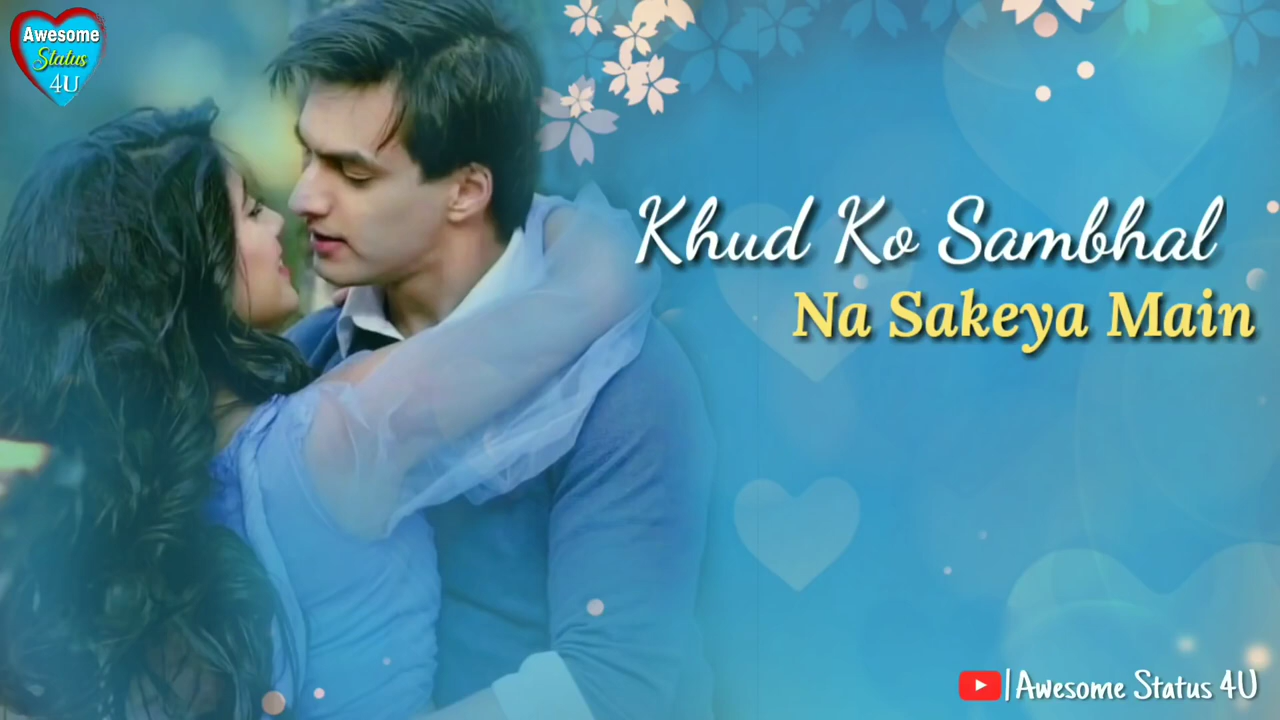 Awesome
Status
4U
Khud Ko Sambhal
Na Sakeya Main
|Awesome Status 4U